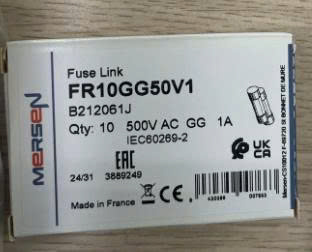 MERSEN
Fuse Link
FR10GG50V1
B212061J
Qty: 10 500V AC GG 1A
IEC60269-2
EAC
UK
CA
24/31 3889249
Made in France